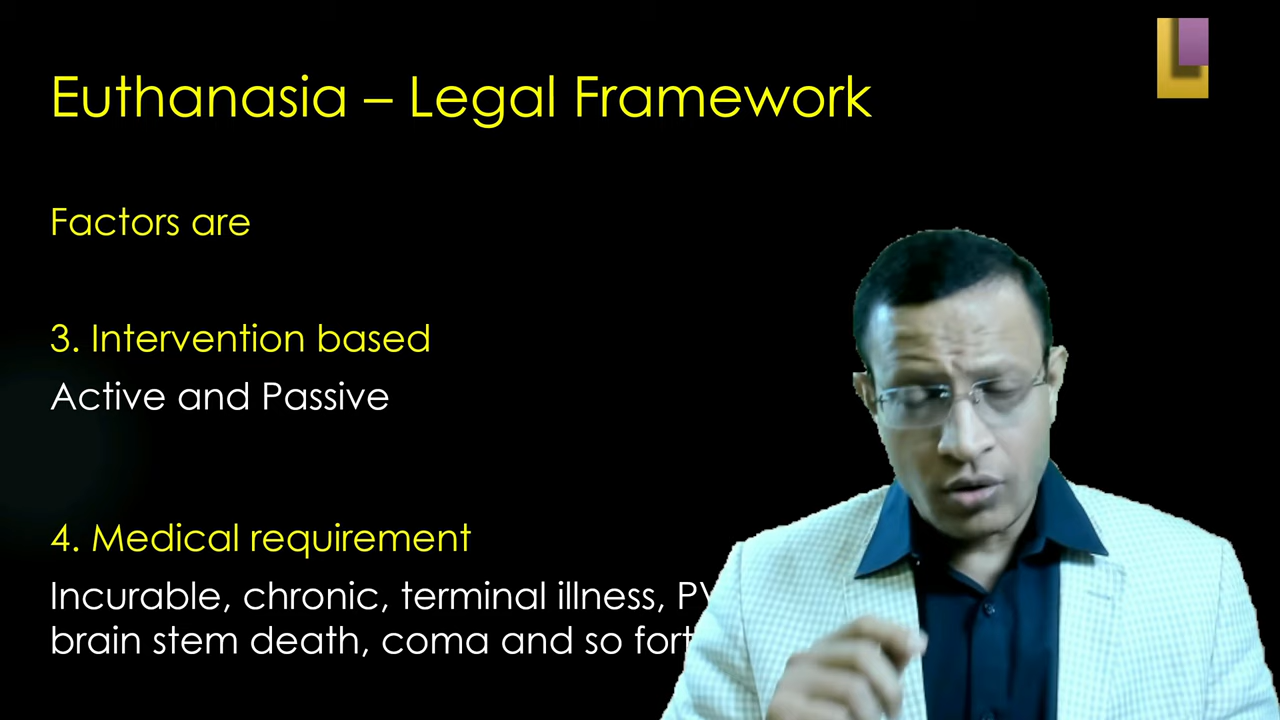 Euthanasia – Legal Framework
Factors are
3. Intervention based
Active and Passive
4. Medical requirement
Incurable, chronic, terminal illness,
brain stem death, coma and so